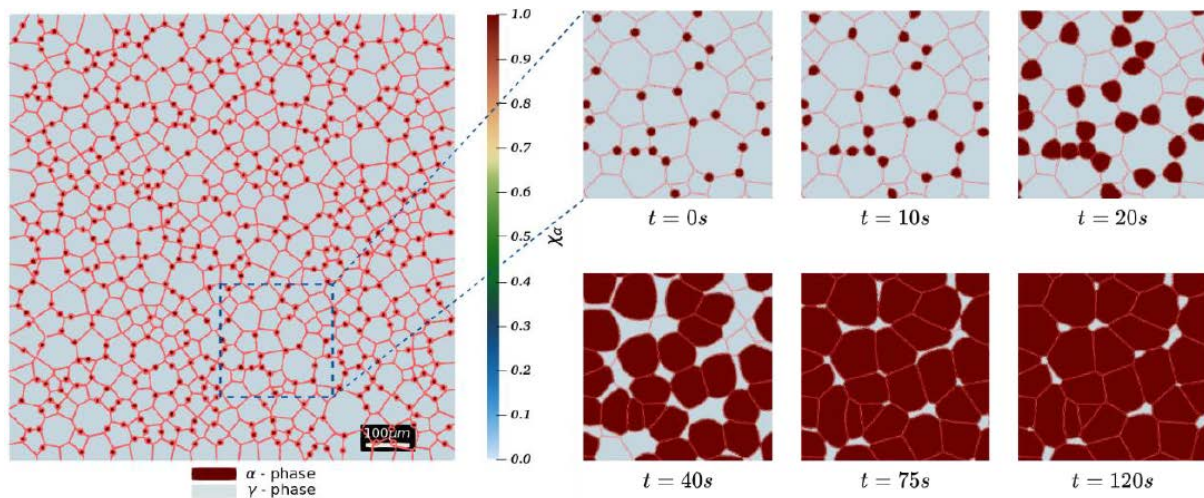 1.0
0.9
0.8
0.7
0.6
0.5
0.4
0.3
0.2
0.1
0.0
χα
100μm
α - phase
γ - phase
t = 0s
t = 10s
t = 20s
t = 40s
t = 75s
t = 120s